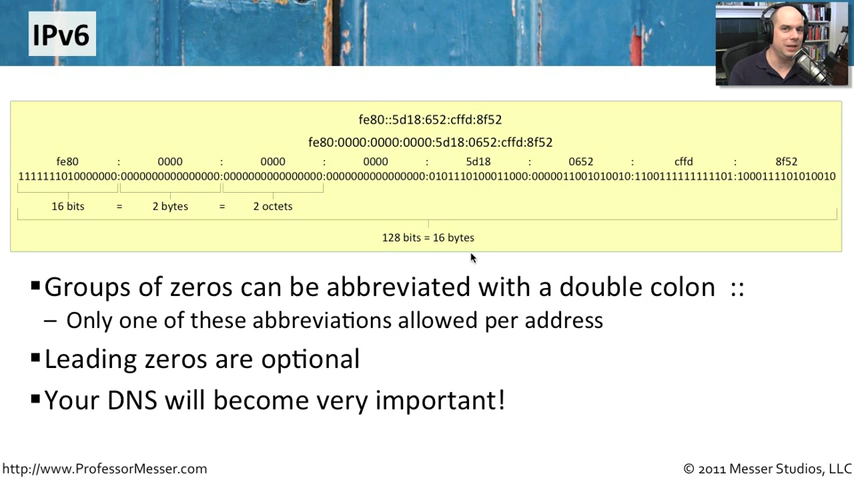 IPv6
fe80::5d18:652:cffd:8f52
fe80:0000:0000:0000:5d18:0652:cffd:8f52
fe80 : 0000 : 0000 : 0000 : 5d18 : 0652 : cffd : 8f52
1111111010000000:0000000000000000:0000000000000000:0000000000000000:0101110100011000:0000011001010010:1100111111111101:1000111101010010
16 bits = 2 bytes = 2 octets
128 bits = 16 bytes
▪Groups of zeros can be abbreviated with a double colon ::
– Only one of these abbreviations allowed per address
▪Leading zeros are optional
▪Your DNS will become very important!
http://www.ProfessorMesser.com © 2011 Messer Studios, LLC